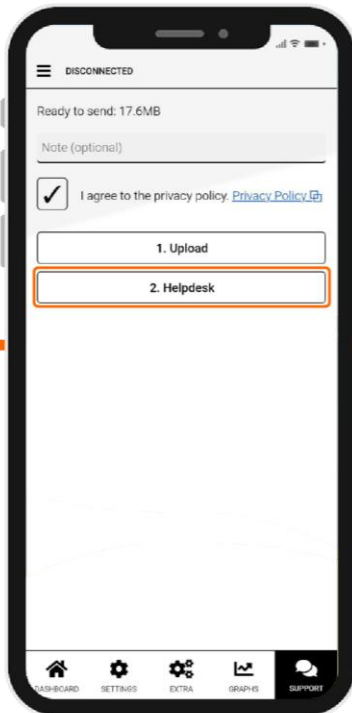 DISCONNECTED
Ready to send: 17.6MB
Note (optional)
✓ I agree to the privacy policy. Privacy Policy
1. Upload
2. Helpdesk
DASHBOARD SETTINGS EXTRA GRAPHS SUPPORT